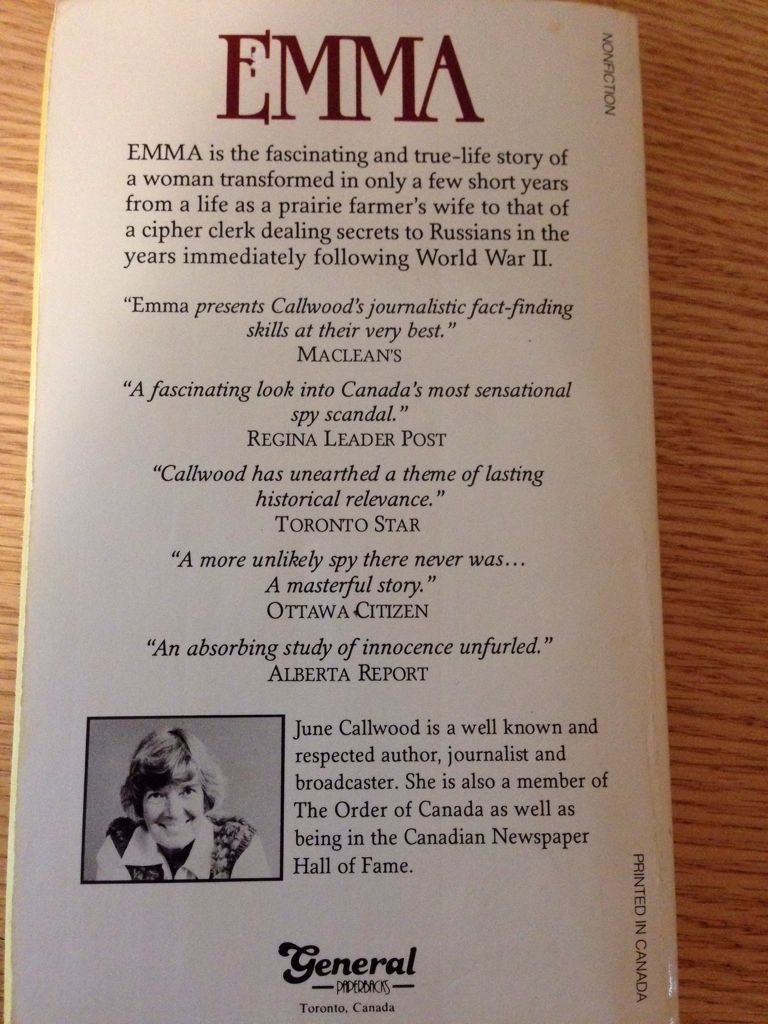 EMMA
NONFICTION
EMMA is the fascinating and true-life story of
a woman transformed in only a few short years
from a life as a prairie farmer's wife to that of
a cipher clerk dealing secrets to Russians in the
years immediately following World War II.
“Emma presents Callwood's journalistic fact-finding
skills at their very best.”
MACLEAN'S
“A fascinating look into Canada's most sensational
spy scandal.”
REGINA LEADER POST
“Callwood has unearthed a theme of lasting
historical relevance.”
TORONTO STAR
“A more unlikely spy there never was...
A masterful story.”
OTTAWA CITIZEN
“An absorbing study of innocence unfurled.”
ALBERTA REPORT
June Callwood is a well known and
respected author, journalist and
broadcaster. She is also a member of
The Order of Canada as well as
being in the Canadian Newspaper
Hall of Fame.
PRINTED IN CANADA
General
PAPERBACKS
Toronto, Canada